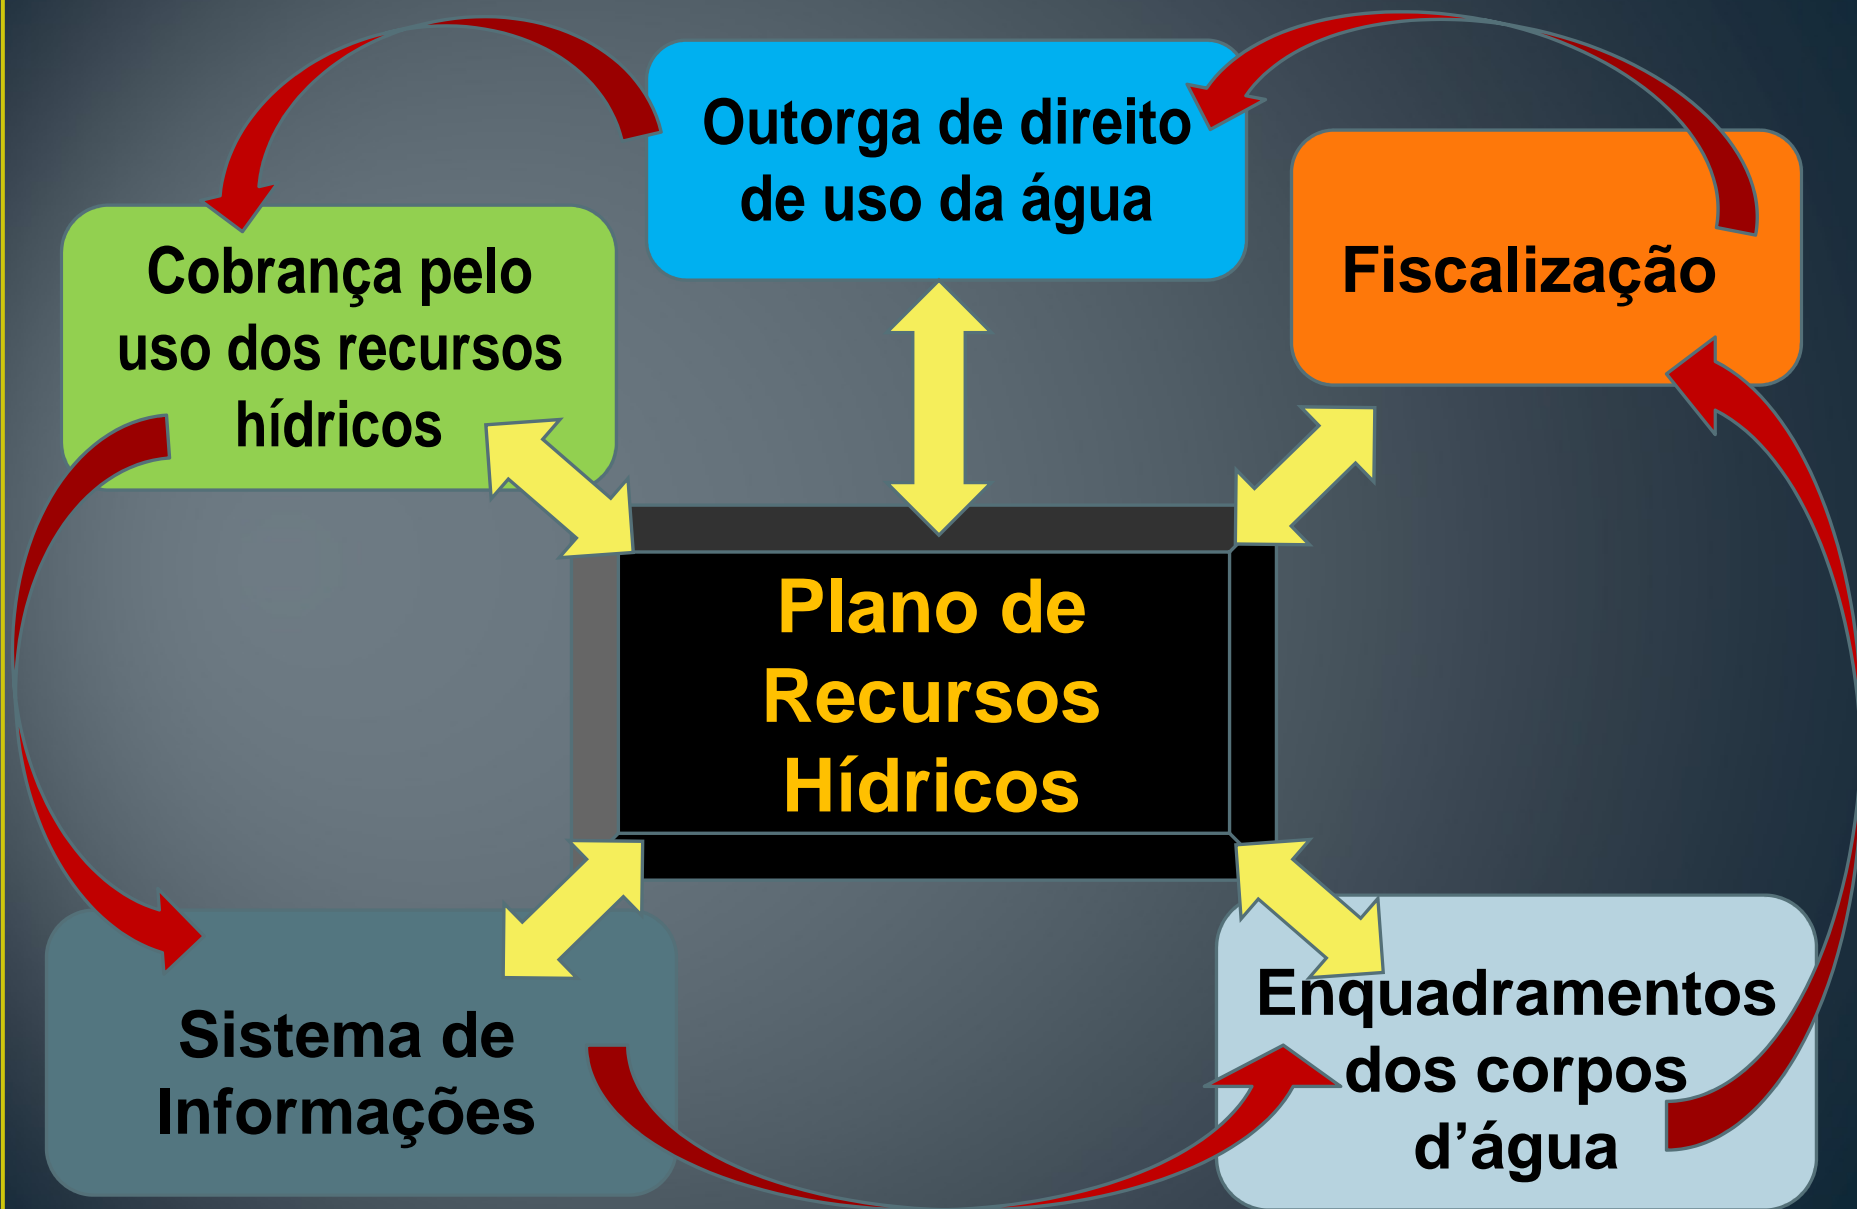 Outorga de direito
de uso da água
Fiscalização
Cobrança pelo
uso dos recursos
hídricos
Plano de
Recursos
Hídricos
Sistema de
Informações
Enquadramentos
dos corpos
d’água